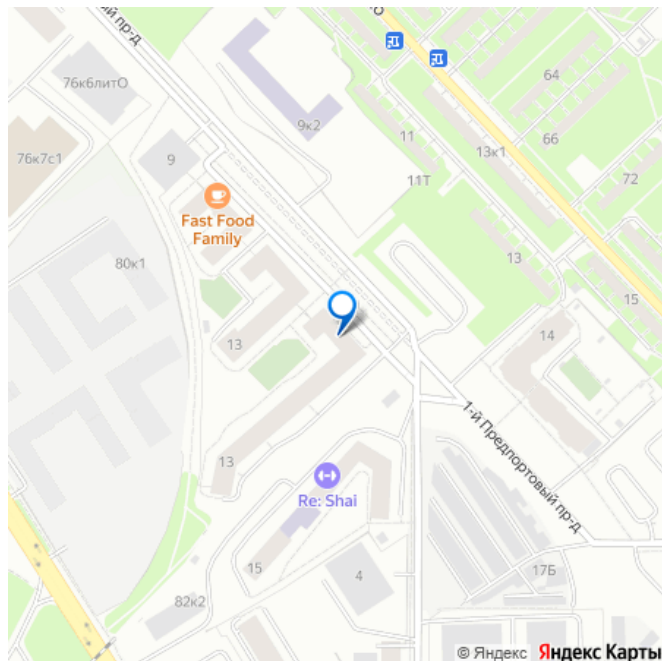 ый пр-д
О
76к6литО
64
9к2
11
66
13к1
76к7с1
9
11Т
72
Fast Food
Family
80к1
13
15
14
13
1-й Предпортовый пр-д
13
Re: Shai
15
4
17Б
82к2
© Яндекс Яндекс Карты